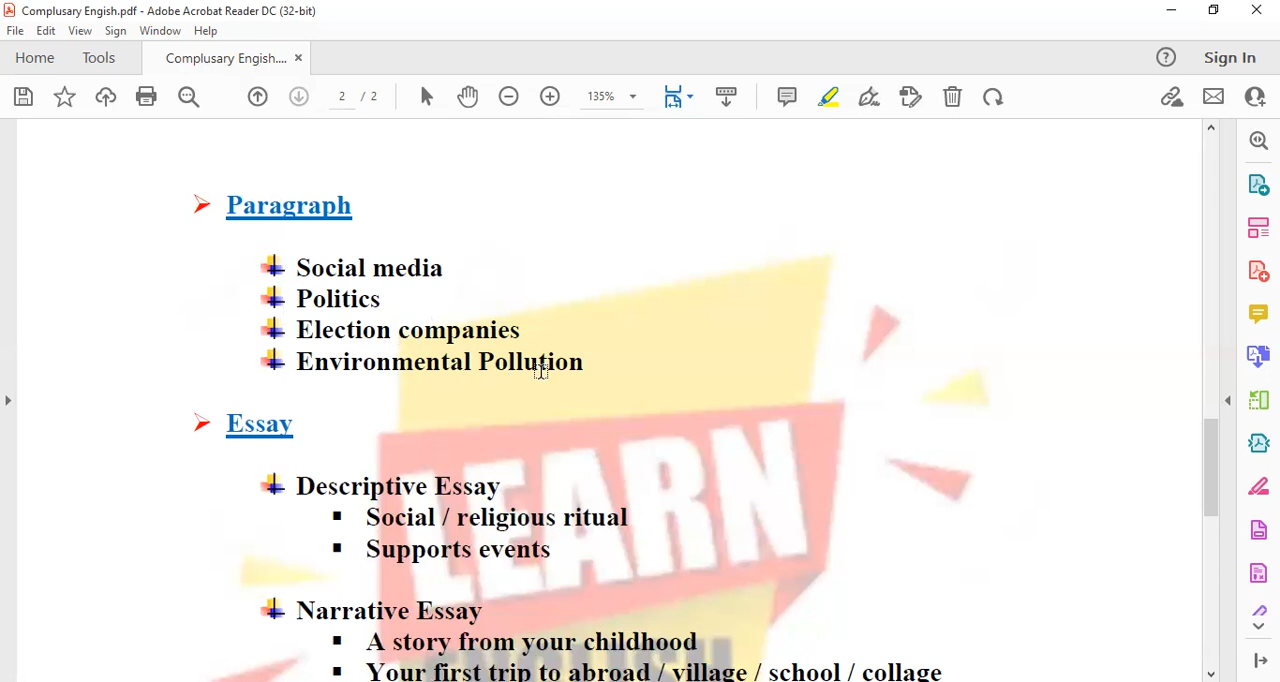 Complusary Engish.pdf - Adobe Acrobat Reader DC (32-bit)
File Edit View Sign Window Help
Home Tools Complusary Engish.... × Sign In
2 / 2 135%
Paragraph
Social media
Politics
Election companies
Environmental Pollution
Essay
Descriptive Essay
Social / religious ritual
Supports events
Narrative Essay
A story from your childhood
Your first trip to abroad / village / school / collage
LEARN
ENGLISH